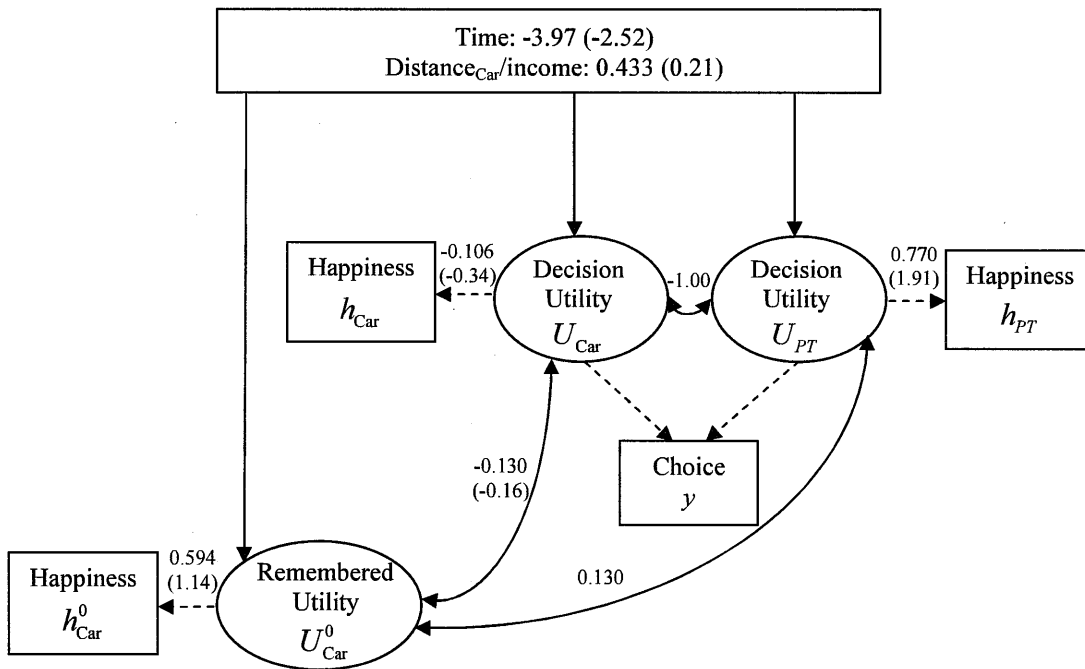 Time: -3.97 (-2.52)
Distance_Car/income: 0.433 (0.21)
Happiness
h_Car
-0.106
(-0.34)
Decision
Utility
U_Car
-1.00
Decision
Utility
U_PT
0.770
(1.91)
Happiness
h_PT
Choice
y
-0.130
(-0.16)
0.130
Happiness
h^0_Car
0.594
(1.14)
Remembered
Utility
U^0_Car